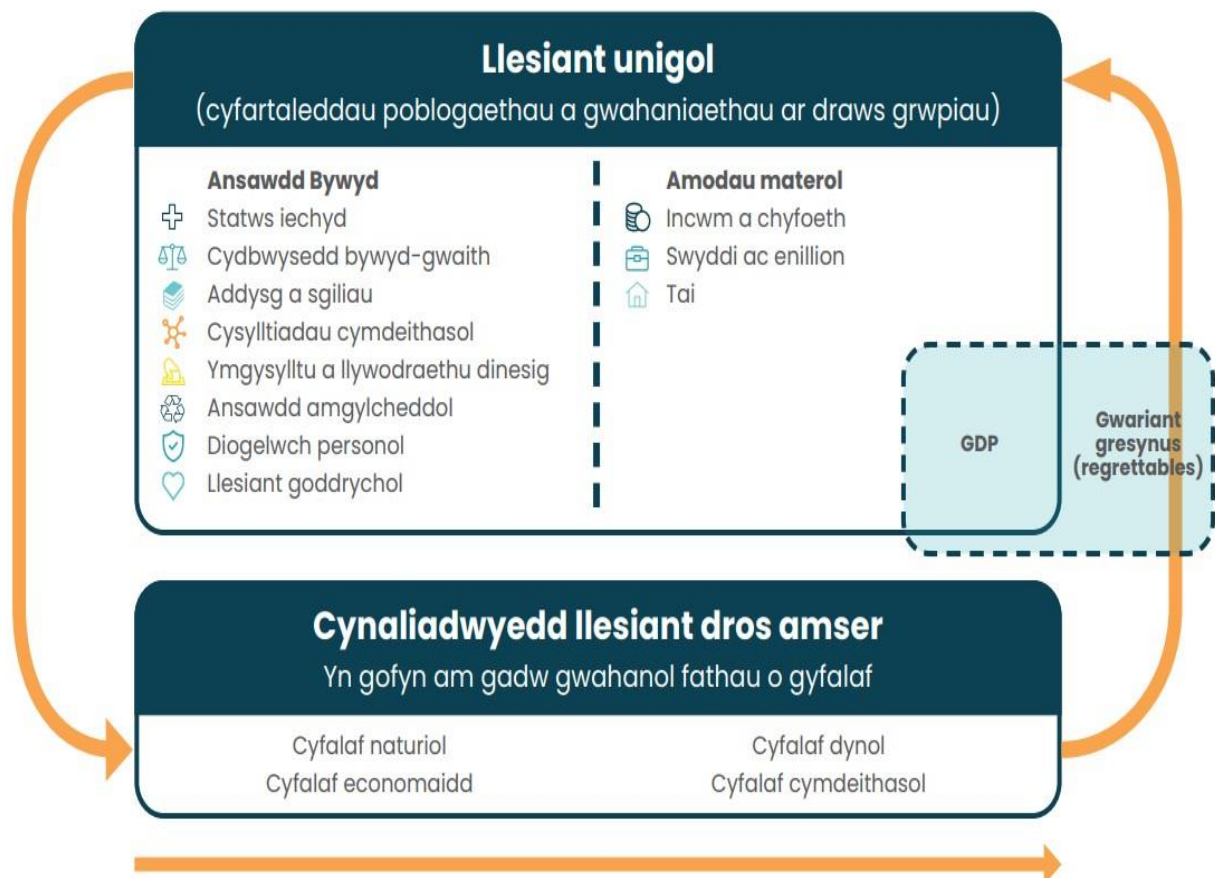 Llesiant unigol
(cyfartaleddau poblogaethau a gwahaniaethau ar draws grwpiau)
Ansawdd Bywyd
Statws iechyd
Cydbwysedd bywyd-gwaith
Addysg a sgiliau
Cysylltiadau cymdeithasol
Ymgysylltu a llywodraethu dinesig
Ansawdd amgylcheddol
Diogelwch personol
Llesiant goddrychol
Amodau materol
Incwm a chyfoeth
Swyddi ac enillion
Tai
GDP
Gwariant
gresynus
(regrettables)
Cynaliadwyedd llesiant dros amser
Yn gofyn am gadw gwahanol fathau o gyfalaf
Cyfalaf naturiol
Cyfalaf economaidd
Cyfalaf dynol
Cyfalaf cymdeithasol